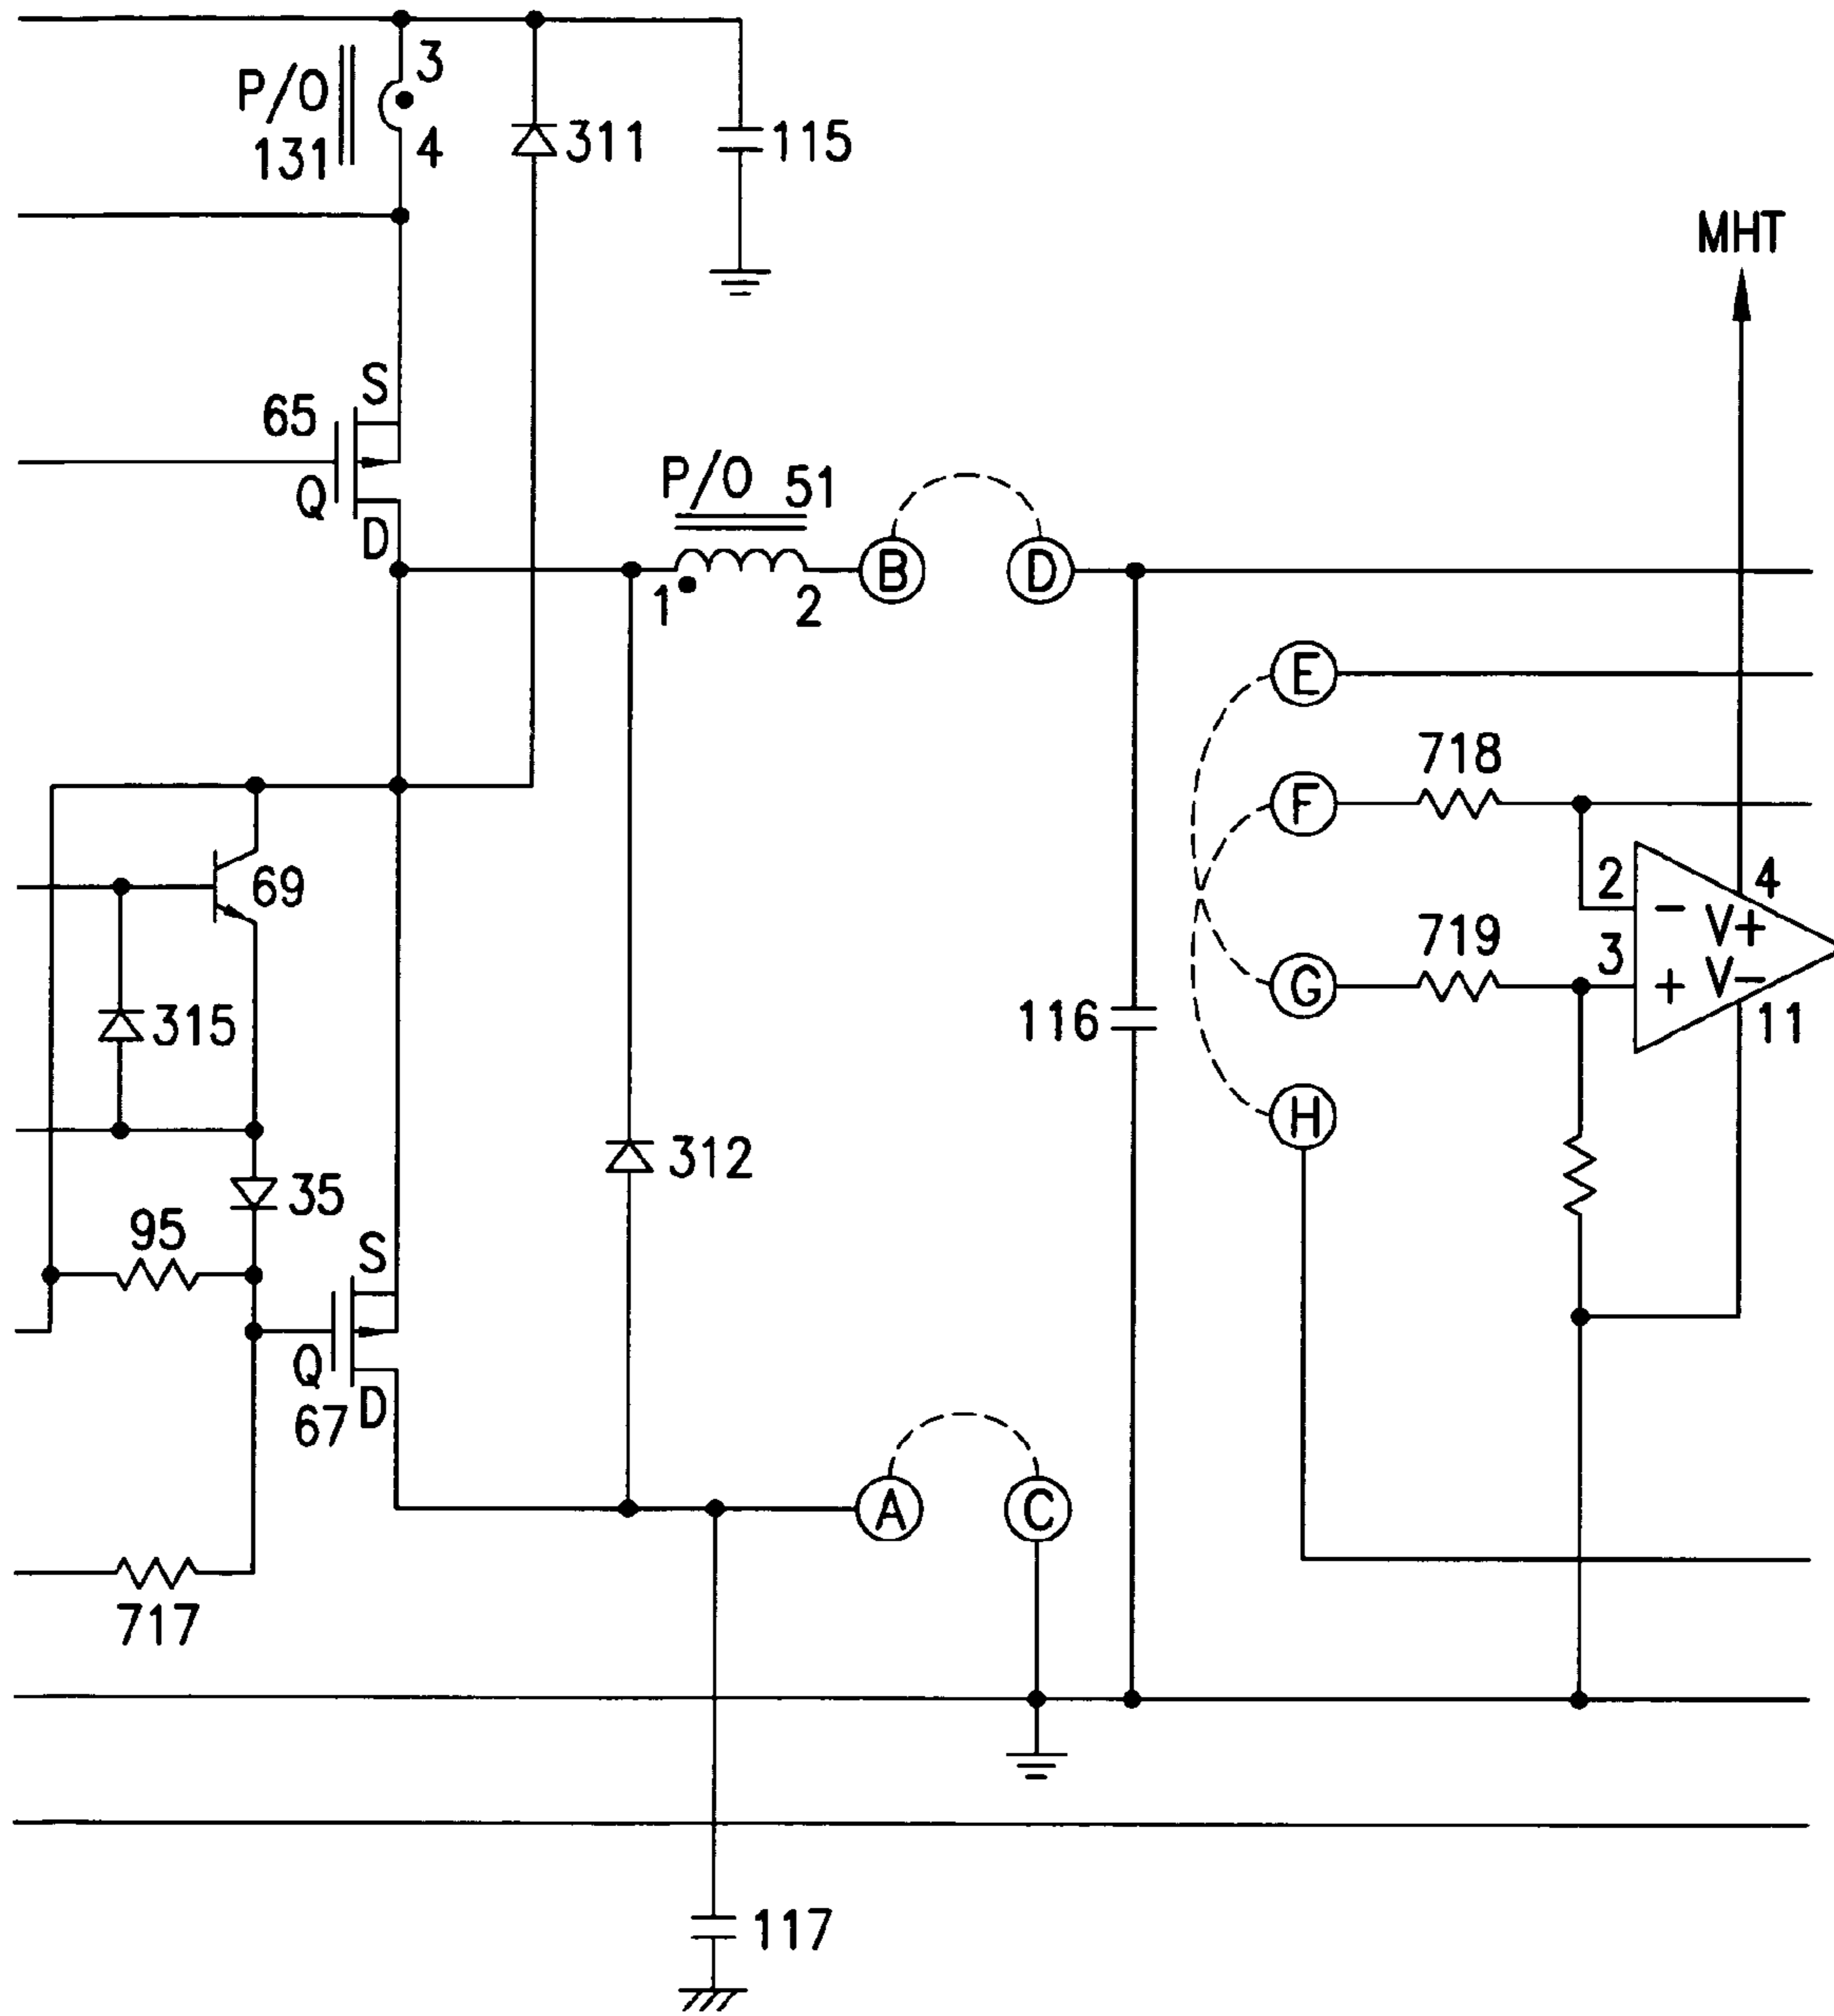 3
P/O
131
4
311
115
MHT
S
65
Q
D
P/O 51
1
2
B
D
E
718
F
69
2
4
- V+
719
3
G
+ V-
11
315
116
H
312
35
95
S
Q
67
D
A
C
717
117